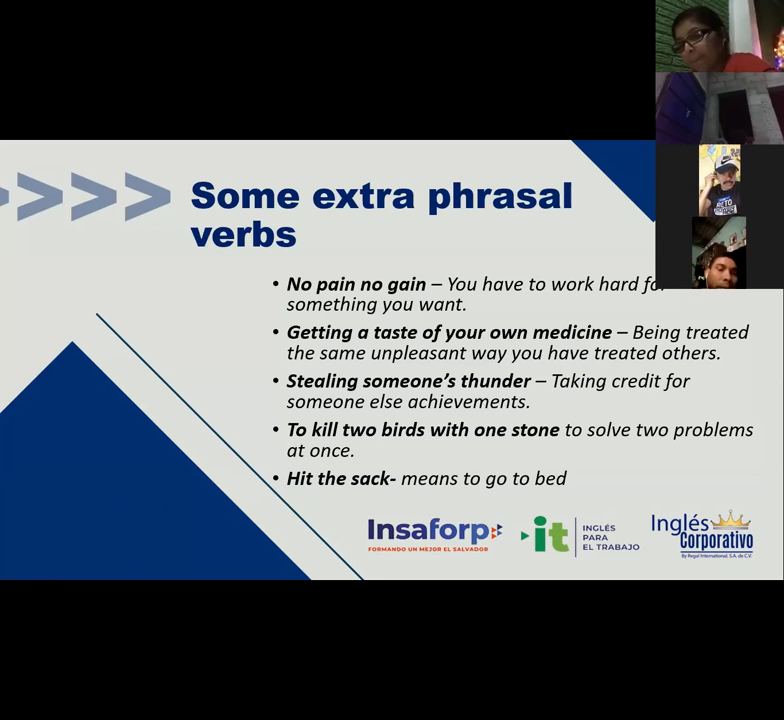 Some extra phrasal
verbs
• No pain no gain – You have to work hard for
something you want.
• Getting a taste of your own medicine – Being treated
the same unpleasant way you have treated others.
• Stealing someone's thunder – Taking credit for
someone else achievements.
• To kill two birds with one stone to solve two problems
at once.
• Hit the sack- means to go to bed
Insaforp
FORMANDO UN MEJOR EL SALVADOR
it
INGLÉS
PARA
EL TRABAJO
Inglés
Corporativo
By Regal International, S.A. de C.V.